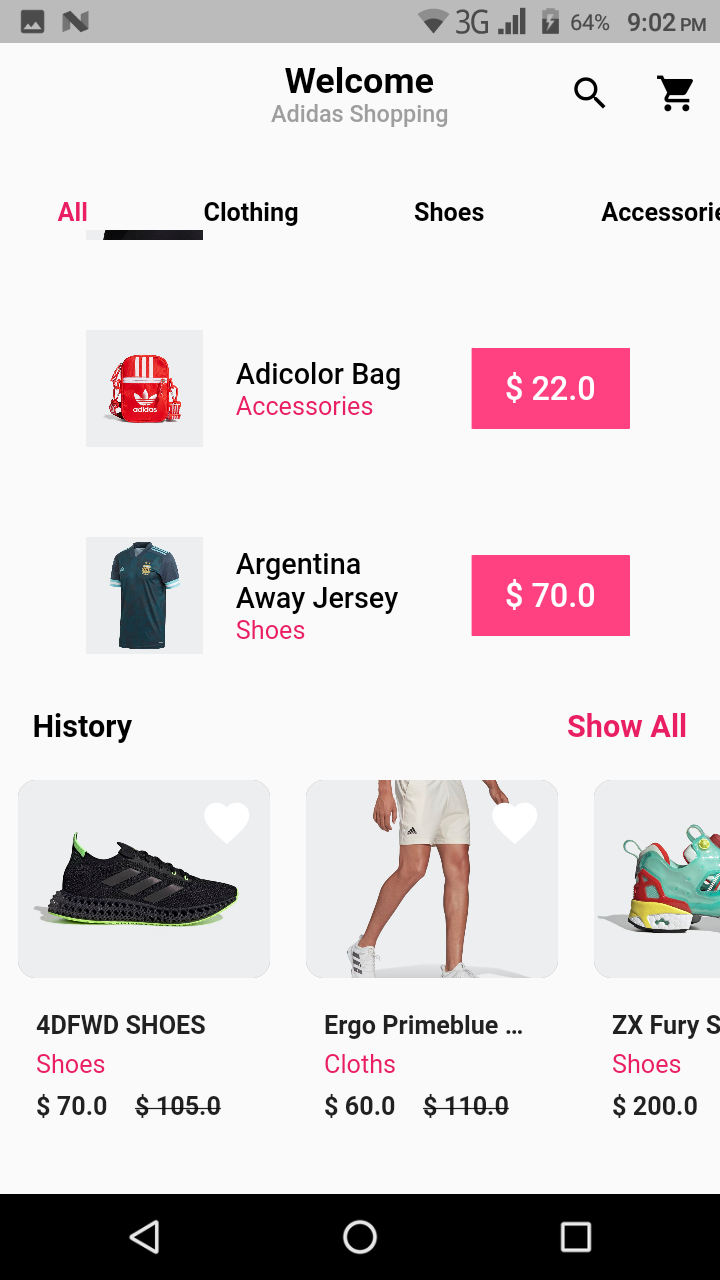 3G 64% 9:02 PM
Welcome
Adidas Shopping
All Clothing Shoes Accessorie
adidas
Adicolor Bag
Accessories
$ 22.0
Argentina
Away Jersey
Shoes
$ 70.0
History Show All
4DFWD SHOES
Shoes
$ 70.0 $ 105.0
Ergo Primeblue ...
Cloths
$ 60.0 $ 110.0
ZX Fury S
Shoes
$ 200.0